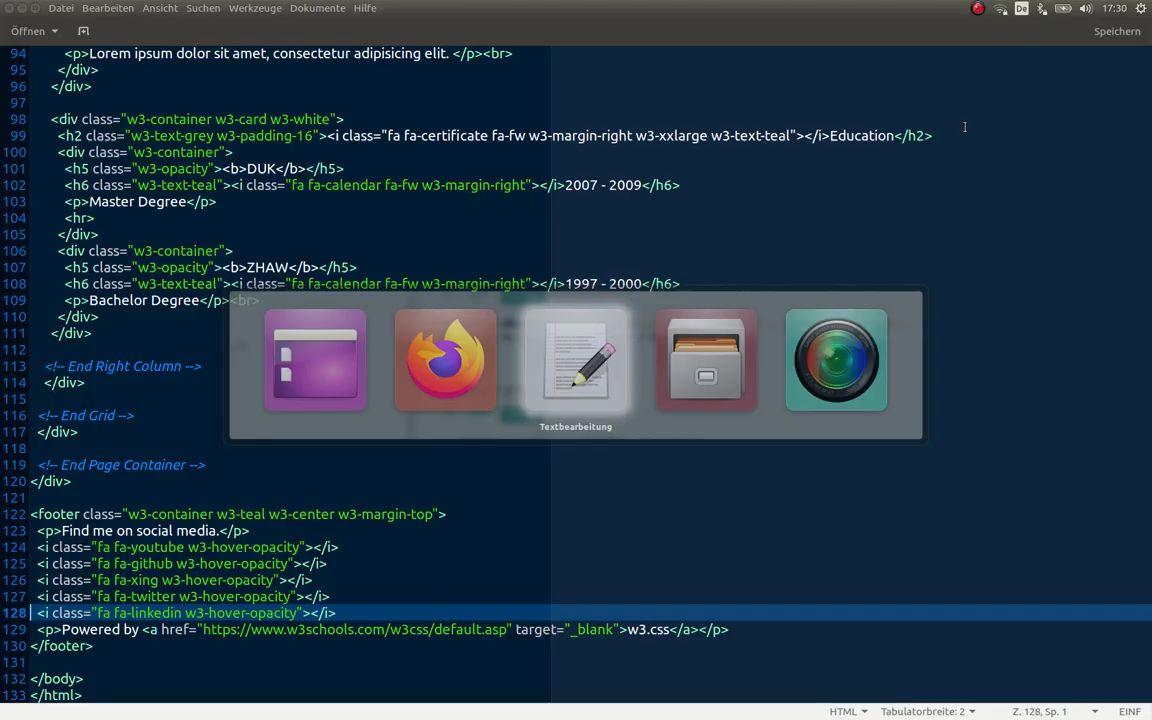 Datei Bearbeiten Ansicht Suchen Werkzeuge Dokumente Hilfe De 17:30
Öffnen Speichern
94 <p>Lorem ipsum dolor sit amet, consectetur adipisicing elit. </p><br>
95 </div>
96 </div>
97
98 <div class="w3-container w3-card w3-white">
99 <h2 class="w3-text-grey w3-padding-16"><i class="fa fa-certificate fa-fw w3-margin-right w3-xxlarge w3-text-teal"></i>Education</h2>
100 <div class="w3-container">
101 <h5 class="w3-opacity"><b>DUK</b></h5>
102 <h6 class="w3-text-teal"><i class="fa fa-calendar fa-fw w3-margin-right"></i>2007 - 2009</h6>
103 <p>Master Degree</p>
104 <hr>
105 </div>
106 <div class="w3-container">
107 <h5 class="w3-opacity"><b>ZHAW</b></h5>
108 <h6 class="w3-text-teal"><i class="fa fa-calendar fa-fw w3-margin-right"></i>1997 - 2000</h6>
109 <p>Bachelor Degree</p><br>
110 </div>
111 </div>
112
113 <!-- End Right Column -->
114 </div>
115
116 <!-- End Grid -->
117 </div>
118
119 <!-- End Page Container -->
120 </div>
121
122 <footer class="w3-container w3-teal w3-center w3-margin-top">
123 <p>Find me on social media.</p>
124 <i class="fa fa-youtube w3-hover-opacity"></i>
125 <i class="fa fa-github w3-hover-opacity"></i>
126 <i class="fa fa-xing w3-hover-opacity"></i>
127 <i class="fa fa-twitter w3-hover-opacity"></i>
128 <i class="fa fa-linkedin w3-hover-opacity"></i>
129 <p>Powered by <a href="https://www.w3schools.com/w3css/default.asp" target="_blank">w3.css</a></p>
130 </footer>
131
132 </body>
133 </html>
Textbearbeitung
HTML Tabulatorbreite: 2 Z. 128, Sp. 1 EINF